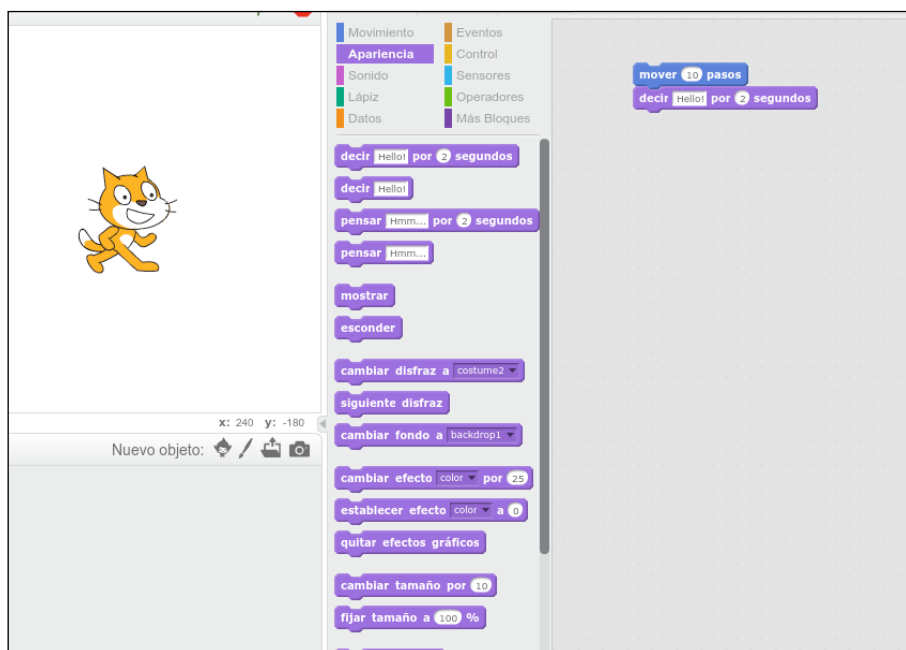 Movimiento
Eventos
Apariencia
Control
Sonido
Sensores
Lápiz
Operadores
Datos
Más Bloques
decir Hello! por 2 segundos
decir Hello!
pensar Hmm... por 2 segundos
pensar Hmm...
mostrar
esconder
cambiar disfraz a costume2
siguiente disfraz
cambiar fondo a backdrop1
cambiar efecto color por 25
establecer efecto color a 0
quitar efectos gráficos
cambiar tamaño por 10
fijar tamaño a 100 %
mover 10 pasos
decir Hello! por 2 segundos
x: 240 y: -180
Nuevo objeto: